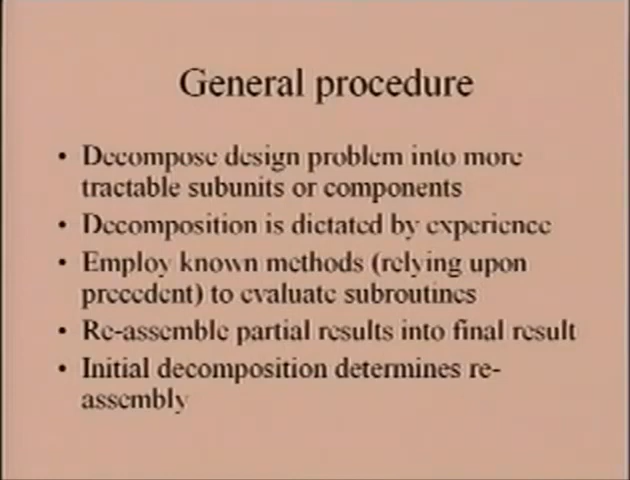 General procedure
• Decompose design problem into more
tractable subunits or components
• Decomposition is dictated by experience
• Employ known methods (relying upon
precedent) to evaluate subroutines
• Re-assemble partial results into final result
• Initial decomposition determines re-
assembly